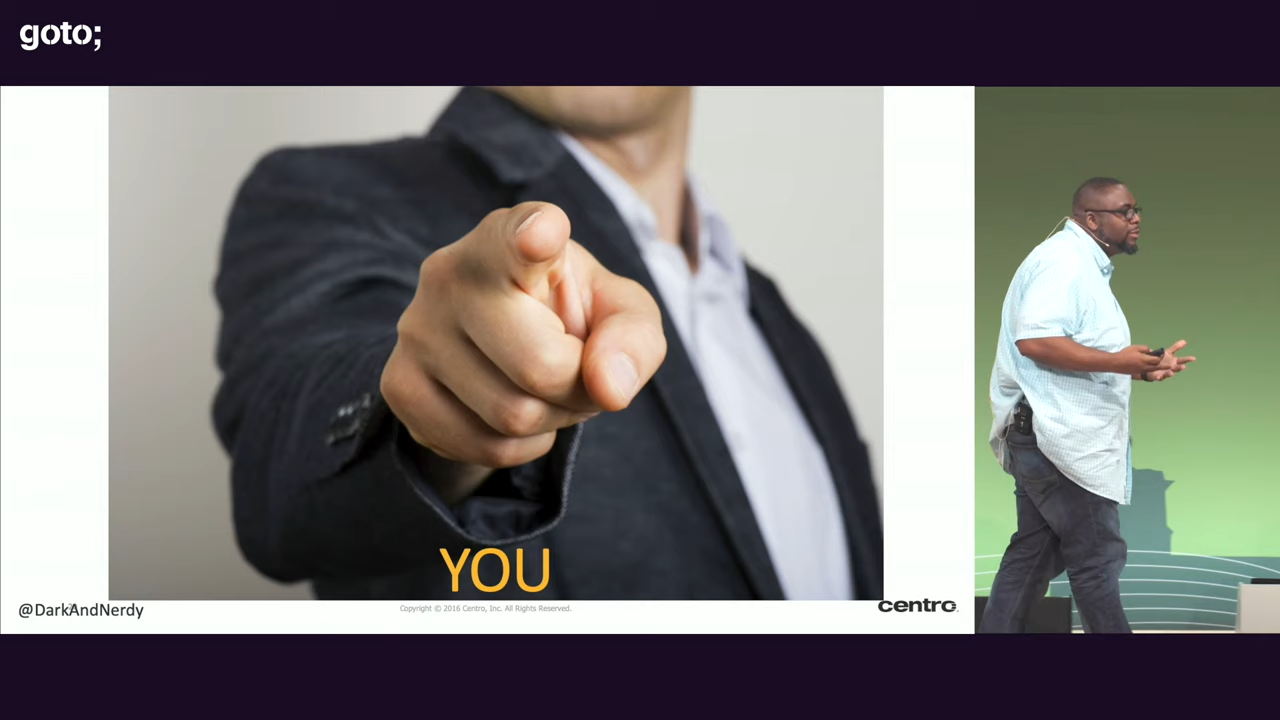 goto;
YOU
@DarkAndNerdy
Copyright © 2016 Centro, Inc. All Rights Reserved.
centro